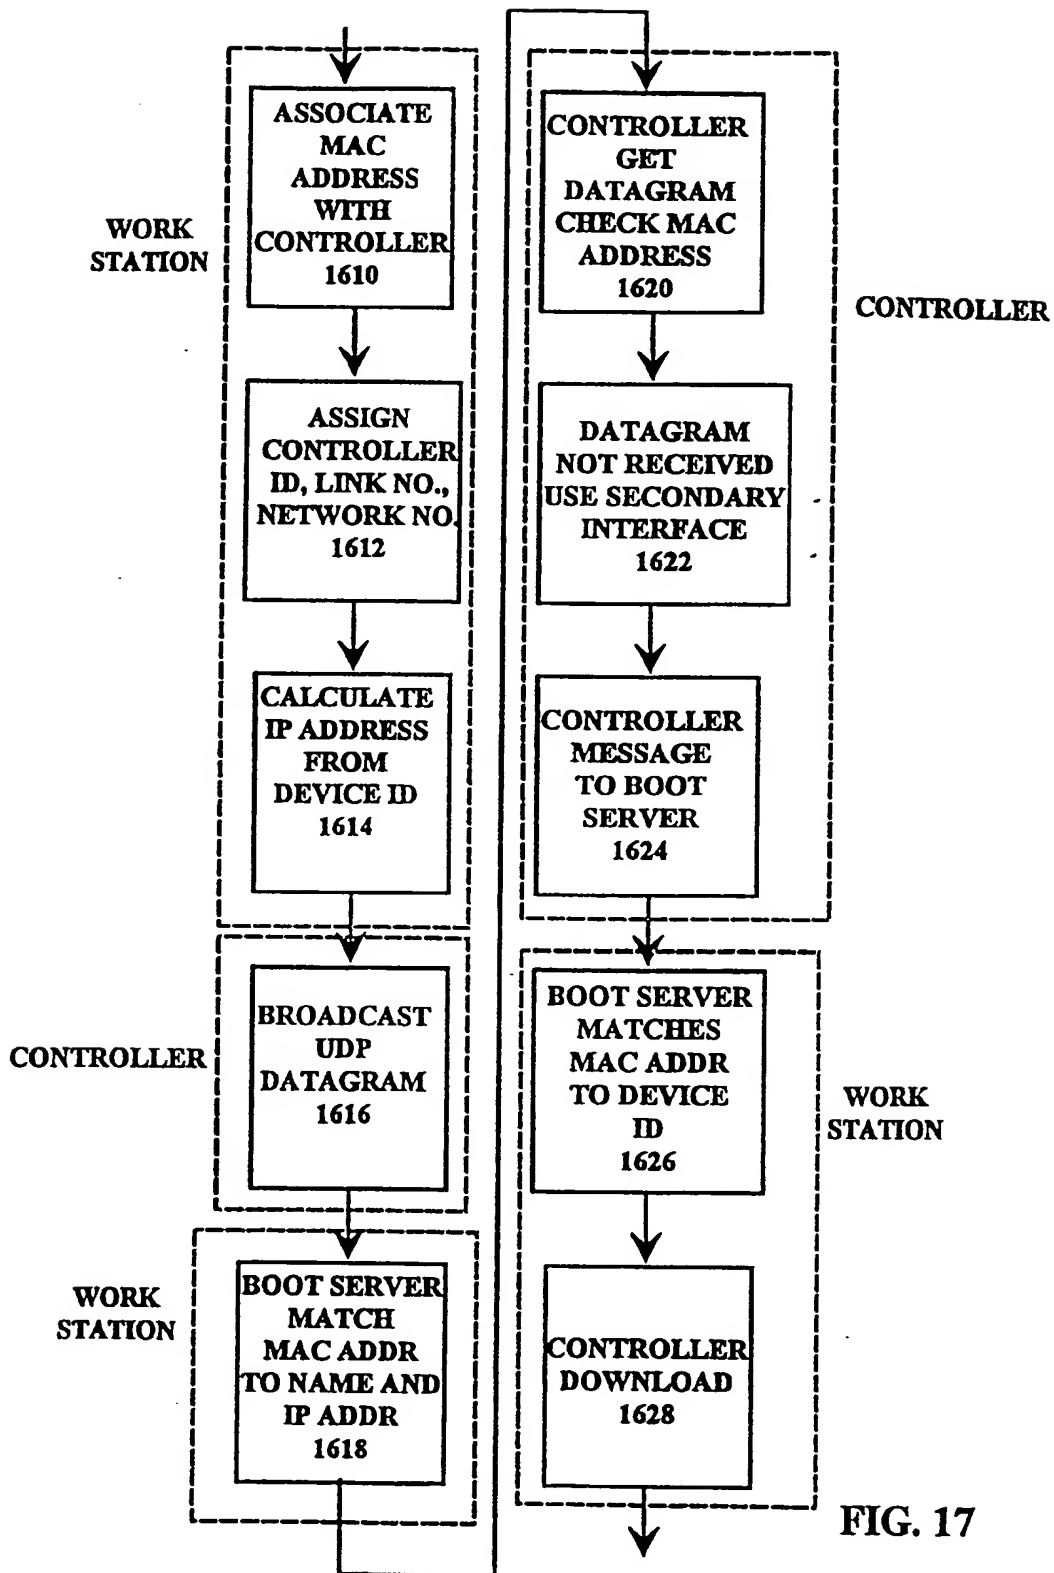 WORK
STATION
ASSOCIATE
MAC
ADDRESS
WITH
CONTROLLER
1610
ASSIGN
CONTROLLER
ID, LINK NO.,
NETWORK NO.
1612
CALCULATE
IP ADDRESS
FROM
DEVICE ID
1614
CONTROLLER
BROADCAST
UDP
DATAGRAM
1616
WORK
STATION
BOOT SERVER
MATCH
MAC ADDR
TO NAME AND
IP ADDR
1618
CONTROLLER
GET
DATAGRAM
CHECK MAC
ADDRESS
1620
CONTROLLER
DATAGRAM
NOT RECEIVED
USE SECONDARY
INTERFACE
1622
CONTROLLER
MESSAGE
TO BOOT
SERVER
1624
BOOT SERVER
MATCHES
MAC ADDR
TO DEVICE
ID
1626
WORK
STATION
CONTROLLER
DOWNLOAD
1628
FIG. 17